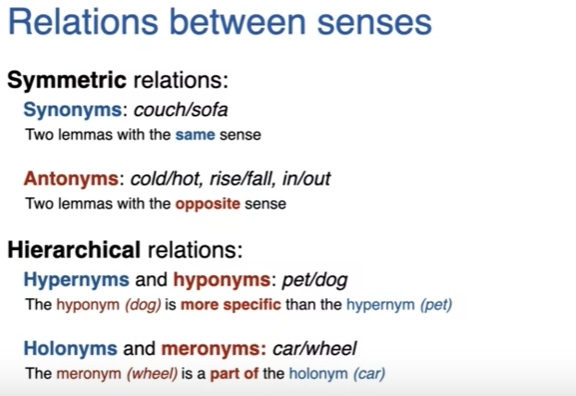 Relations between senses
Symmetric relations:
Synonyms: couch/sofa
Two lemmas with the same sense
Antonyms: cold/hot, rise/fall, in/out
Two lemmas with the opposite sense
Hierarchical relations:
Hypernyms and hyponyms: pet/dog
The hyponym (dog) is more specific than the hypernym (pet)
Holonyms and meronyms: car/wheel
The meronym (wheel) is a part of the holonym (car)